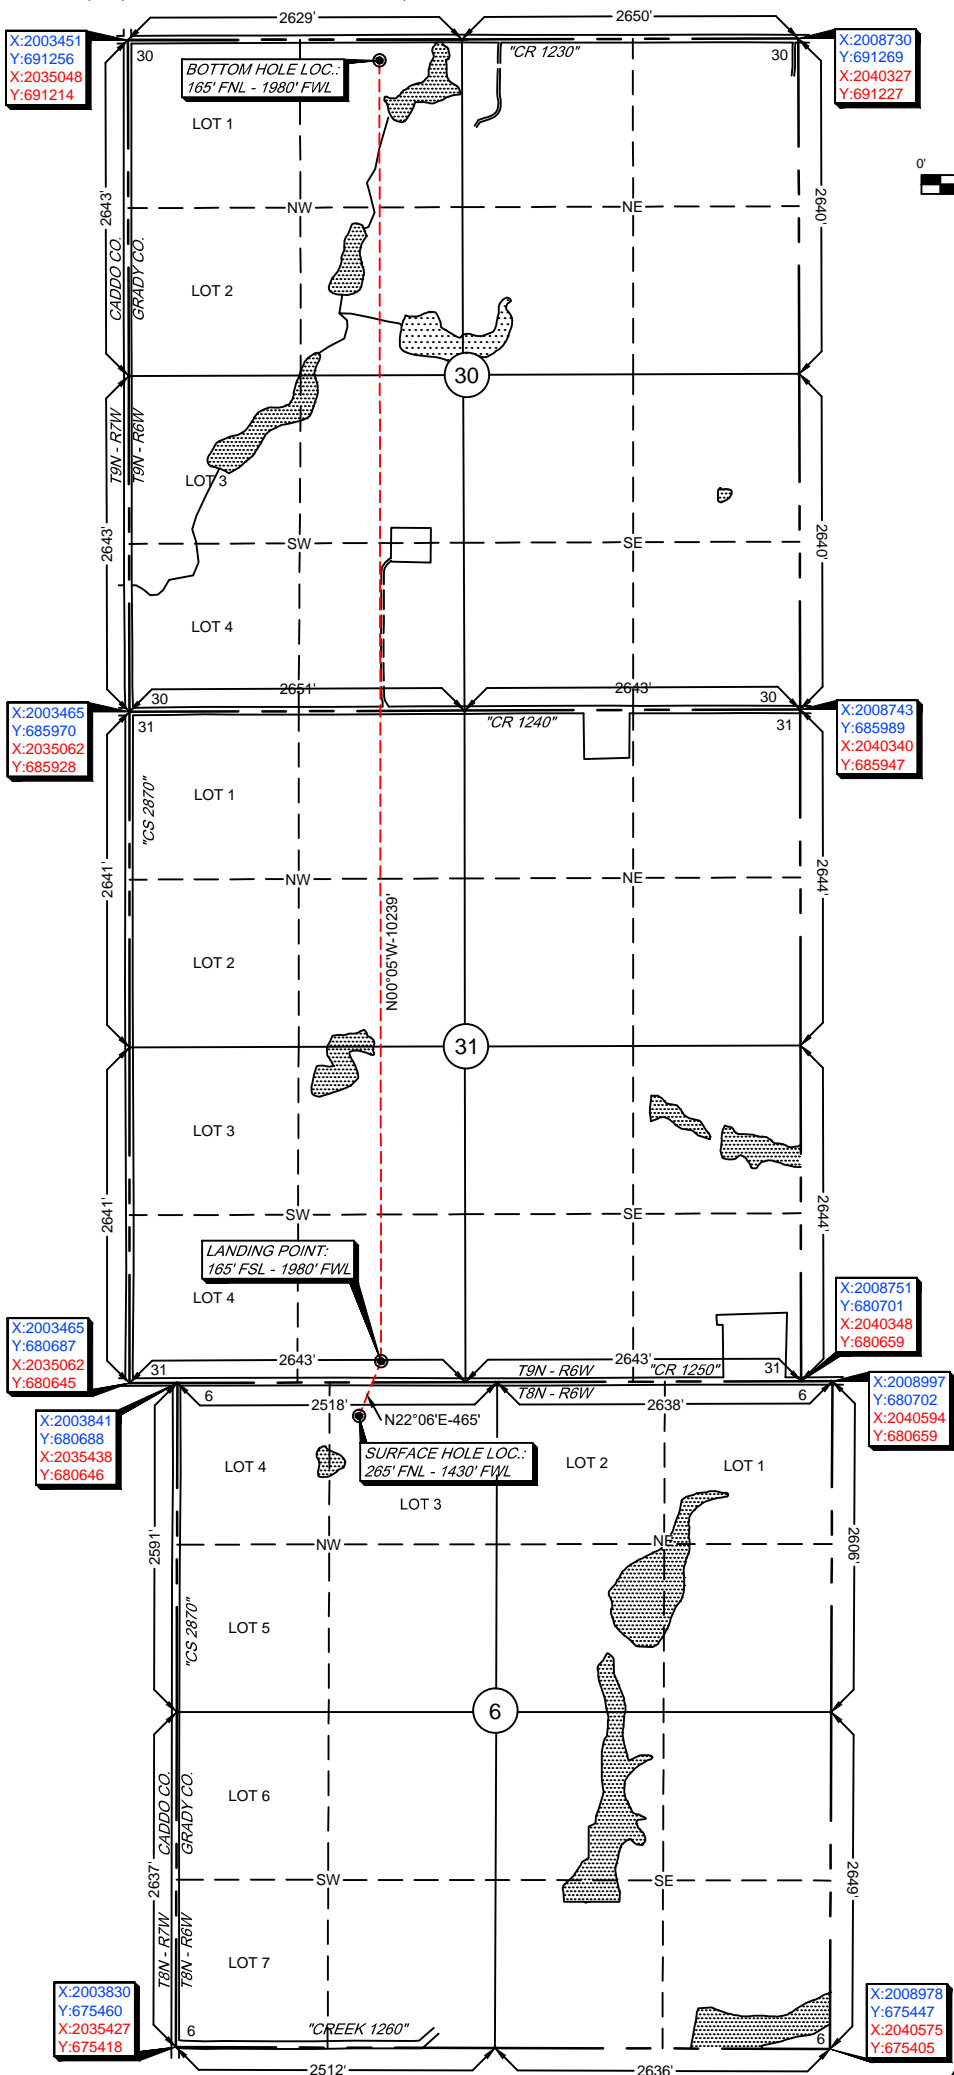 2629'
2650'
X:2003451
Y:691256
X:2035048
Y:691214
30
BOTTOM HOLE LOC.:
165' FNL - 1980' FWL
"CR 1230"
30
X:2008730
Y:691269
X:2040327
Y:691227
LOT 1
0'
2643'
NW
NE
2640'
CADDO CO.
GRADY CO.
LOT 2
30
T9N - R7W
T9N - R6W
LOT 3
2643'
SW
SE
2640'
LOT 4
2651'
2643'
30
30
X:2003465
Y:685970
X:2035062
Y:685928
31
"CR 1240"
31
X:2008743
Y:685989
X:2040340
Y:685947
LOT 1
"CS 2870"
2641'
NW
NE
2644'
N00°05'W-10239'
LOT 2
31
LOT 3
2641'
SW
SE
2644'
LANDING POINT:
165' FSL - 1980' FWL
LOT 4
X:2003465
Y:680687
X:2035062
Y:680645
31
2643'
2643'
T9N - R6W
"CR 1250"
31
X:2008751
Y:680701
X:2040348
Y:680659
T8N - R6W
6
2518'
2638'
6
X:2008997
Y:680702
X:2040594
Y:680659
X:2003841
Y:680688
X:2035438
Y:680646
N22°06'E-465'
SURFACE HOLE LOC.:
265' FNL - 1430' FWL
LOT 4
LOT 3
LOT 2
LOT 1
2591'
NW
NE
2606'
"CS 2870"
LOT 5
6
CADDO CO.
GRADY CO.
LOT 6
2637'
SW
SE
2649'
T8N - R7W
T8N - R6W
LOT 7
X:2003830
Y:675460
X:2035427
Y:675418
6
"CREEK 1260"
6
X:2008978
Y:675447
X:2040575
Y:675405
2512'
2636'